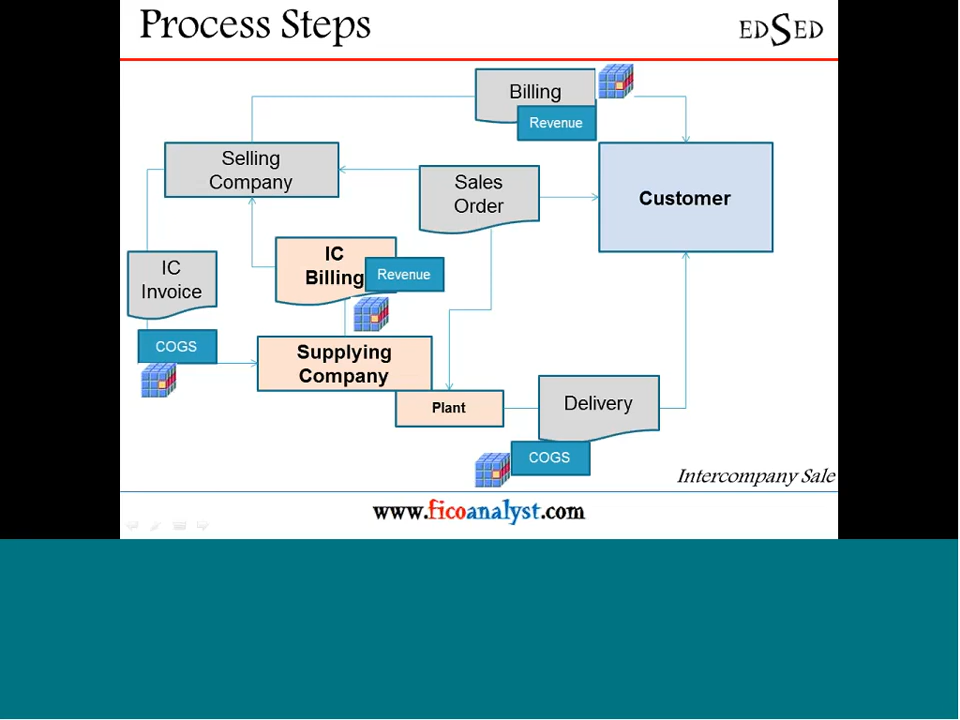 Process Steps
EDSED
Billing
Revenue
Selling
Company
Sales
Order
Customer
IC
Billing
Revenue
IC
Invoice
COGS
Supplying
Company
Plant
Delivery
COGS
Intercompany Sale
www.ficoanalyst.com